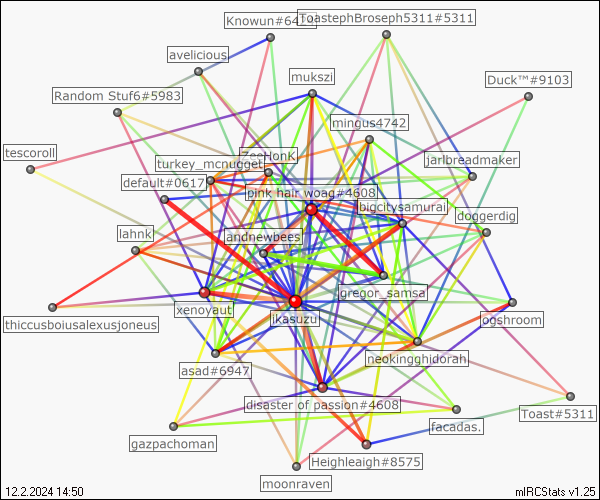 Knowun#64
ToastephBroseph5311#5311
avelicious
mukszi
Duck™#9103
Random Stuf6#5983
mingus4742
tescoroll
ZeeHonK
turkey_mcnugget
jarlbreadmaker
default#0617
pink hair woag#4608
bigcitysamurai
doggerdig
lahnk
andnewbees
gregor_samsa
xenoyaut
ikasuzu
ogshroom
thiccusboiusalexusjoneus
neokingghidorah
asad#6947
disaster of passion#4608
Toast#5311
facadas.
gazpachoman
Heighleaigh#8575
moonraven
12.2.2024 14:50
mIRCStats v1.25